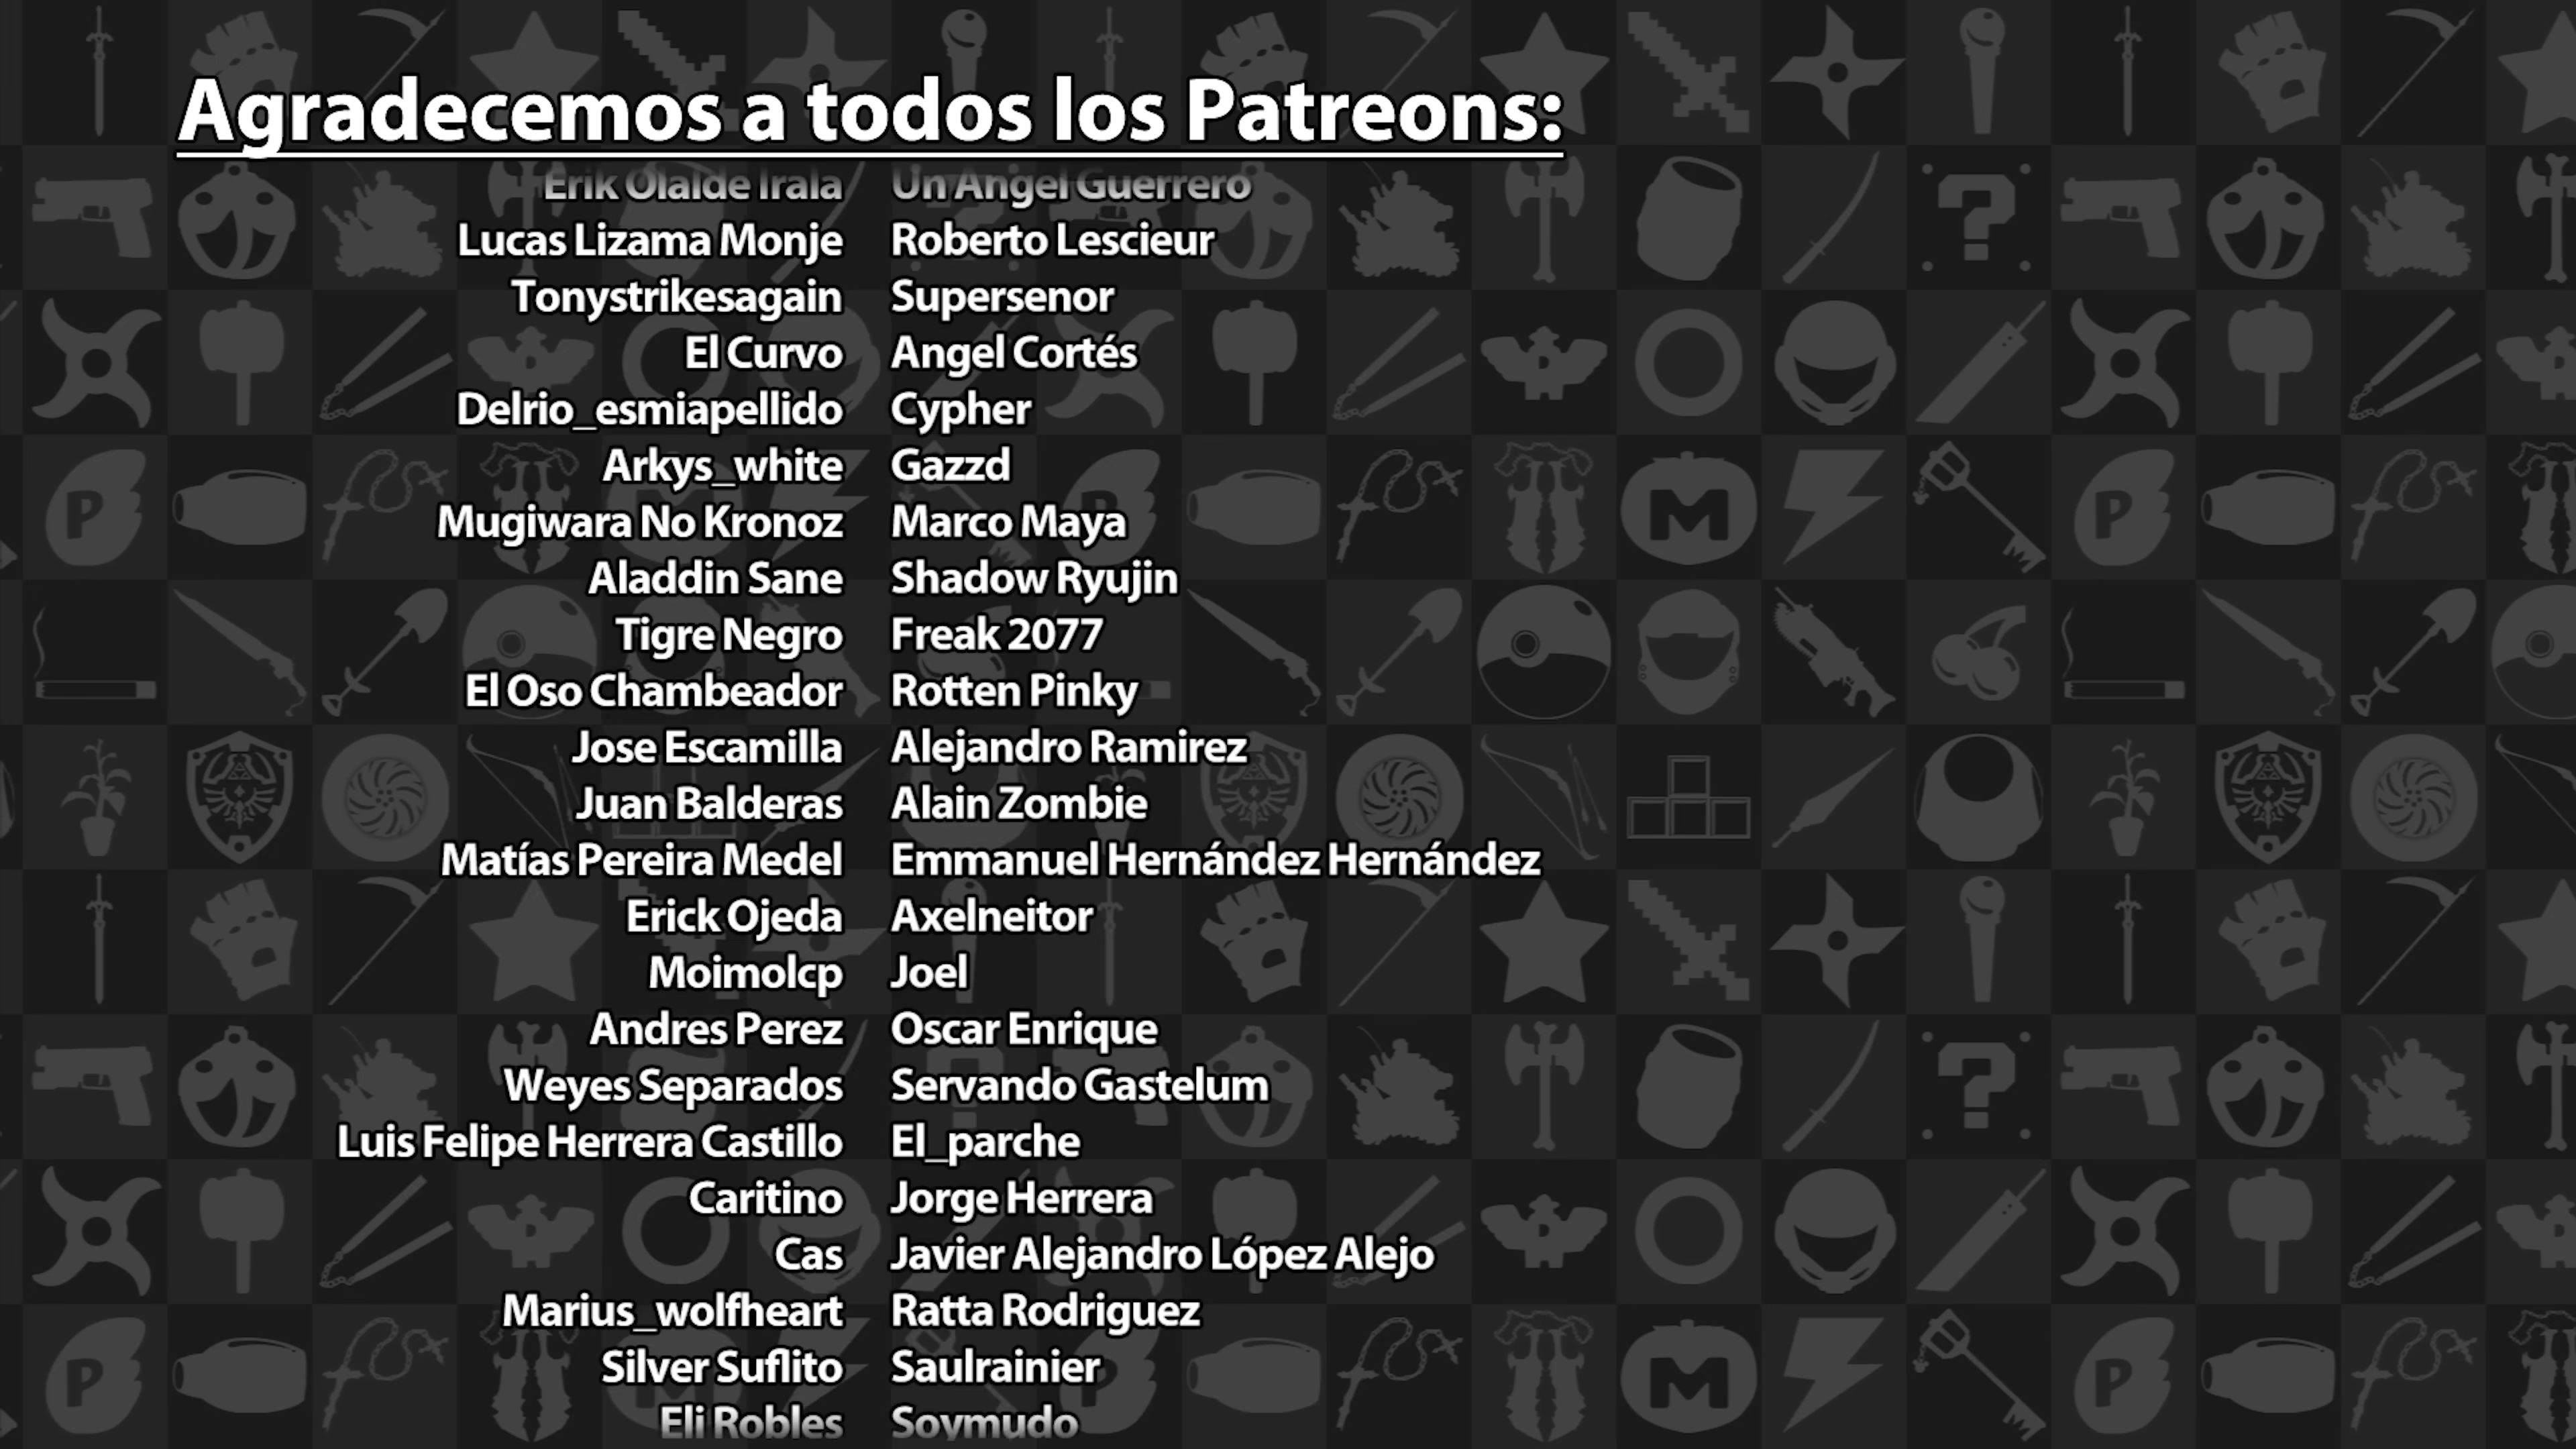 Agradecemos a todos los Patreons:
Erik Olalde Irala Un Angel Guerrero
Lucas Lizama Monje Roberto Lescieur
Tonystrikesagain Supersenor
El Curvo Angel Cortés
Delrio_esmiapellido Cypher
Arkys_white Gazzd
Mugiwara No Kronoz Marco Maya
Aladdin Sane Shadow Ryujin
Tigre Negro Freak 2077
El Oso Chambeador Rotten Pinky
Jose Escamilla Alejandro Ramirez
Juan Balderas Alain Zombie
Matías Pereira Medel Emmanuel Hernández Hernández
Erick Ojeda Axelneitor
Moimolcp Joel
Andres Perez Oscar Enrique
Weyes Separados Servando Gastelum
Luis Felipe Herrera Castillo El_parche
Caritino Jorge Herrera
Cas Javier Alejandro López Alejo
Marius_wolfheart Ratta Rodriguez
Silver Suflito Saulrainier
Eli Robles Soymudo